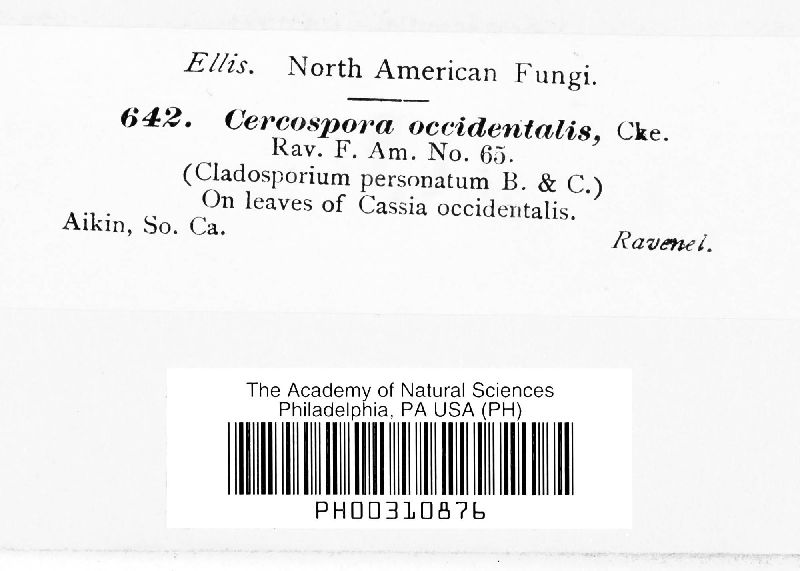 Ellis. North American Fungi.
642. Cercospora occidentalis, Cke.
Rav. F. Am. No. 65.
(Cladosporium personatum B. & C.)
On leaves of Cassia occidentalis.
Aikin, So. Ca.
Ravenel.
The Academy of Natural Sciences
Philadelphia, PA USA (PH)
PH00310876